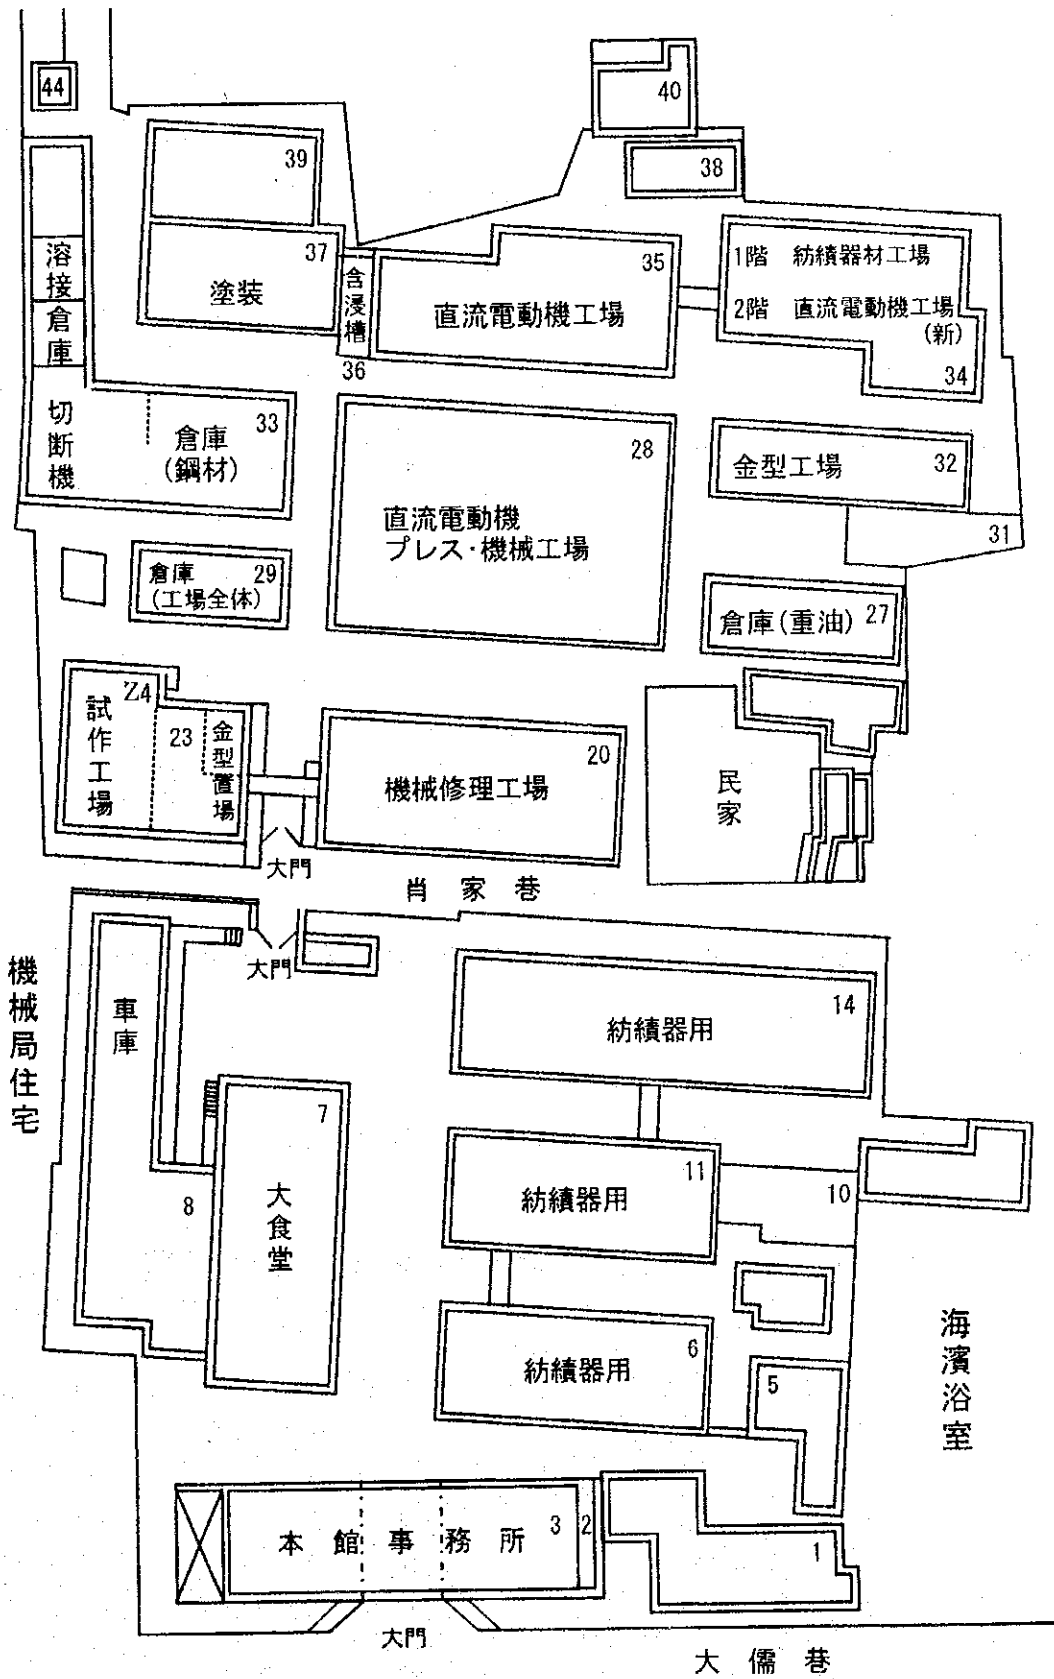 44
40
39
38
37
塗装
含浸槽
36
35
直流電動機工場
1階 紡績器材工場
2階 直流電動機工場
(新)
34
溶接
倉庫
切断機
33
倉庫
(鋼材)
28
直流電動機
プレス・機械工場
金型工場 32
31
倉庫 29
(工場全体)
倉庫(重油) 27
Z4
試作工場
23
金型置場
20
機械修理工場
民家
大門
肖家巷
大門
機械局住宅
車庫
14
紡績器用
7
大食堂
8
11
紡績器用
10
6
紡績器用
5
海濱浴室
本館事務所 3
2
1
大門
大儒巷